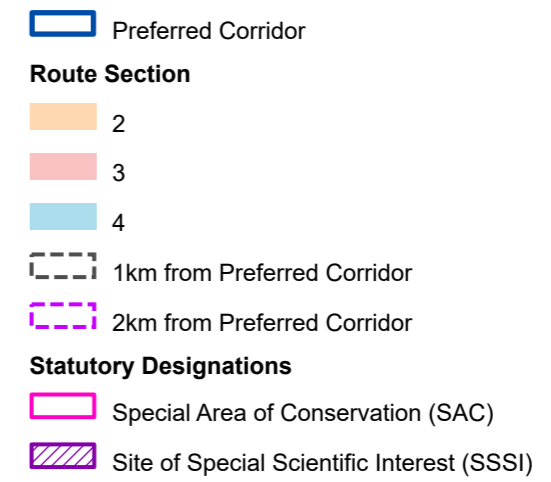 Preferred Corridor
Route Section
2
3
4
1km from Preferred Corridor
2km from Preferred Corridor
Statutory Designations
Special Area of Conservation (SAC)
Site of Special Scientific Interest (SSSI)